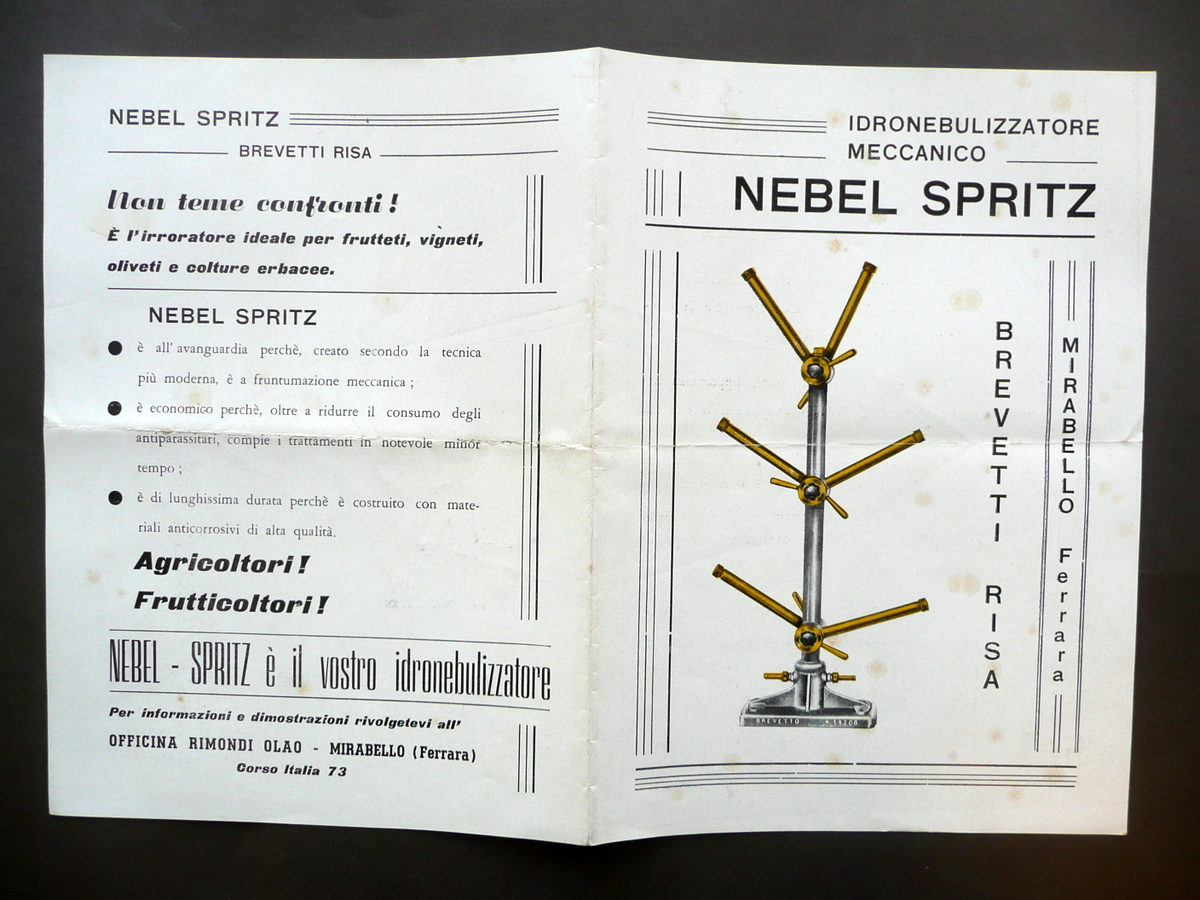 NEBEL SPRITZ
BREVETTI RISA
Non teme confronti!
È l'irroratore ideale per frutteti, vigneti,
oliveti e colture erbacee.
NEBEL SPRITZ
● è all'avanguardia perchè, creato secondo la tecnica
più moderna, è a fruntumazione meccanica;
● è economico perchè, oltre a ridurre il consumo degli
antiparassitari, compie i trattamenti in notevole minor
tempo;
● è di lunghissima durata perchè è costruito con mate-
riali anticorrosivi di alta qualità.
Agricoltori!
Frutticoltori!
NEBEL - SPRITZ è il vostro idronebulizzatore
Per informazioni e dimostrazioni rivolgetevi all'
OFFICINA RIMONDI OLAO - MIRABELLO (Ferrara)
Corso Italia 73
IDRONEBULIZZATORE
MECCANICO
NEBEL SPRITZ
BREVETTI RISA
MIRABELLO Ferrara
BREVETTO